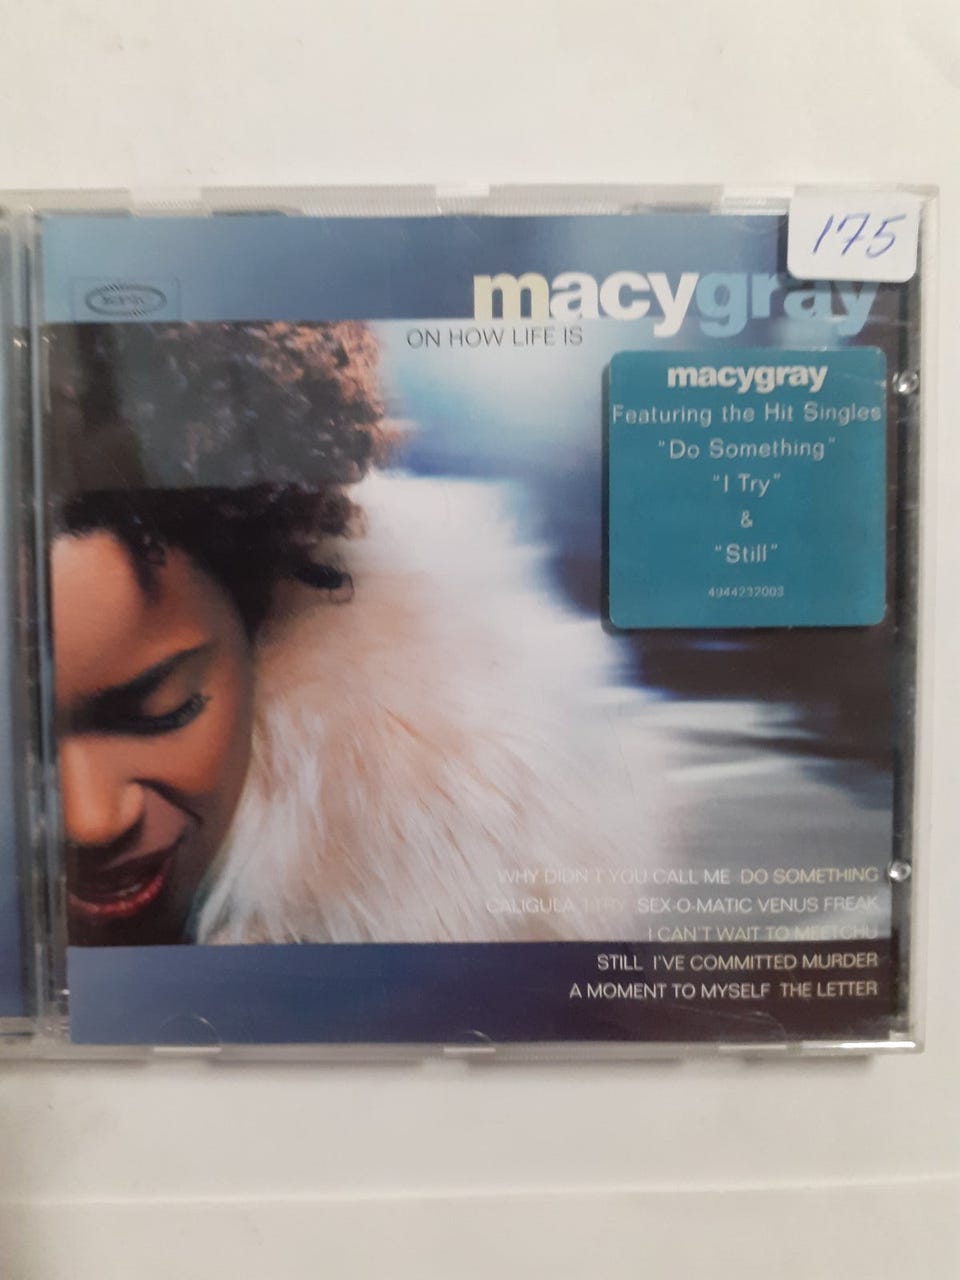 175
epic
macygray
ON HOW LIFE IS
macygray
Featuring the Hit Singles
"Do Something"
"I Try"
&
"Still"
4944232003
WHY DIDN'T YOU CALL ME DO SOMETHING
CALIGULA I TRY SEX-O-MATIC VENUS FREAK
I CAN'T WAIT TO MEETCHU
STILL I'VE COMMITTED MURDER
A MOMENT TO MYSELF THE LETTER